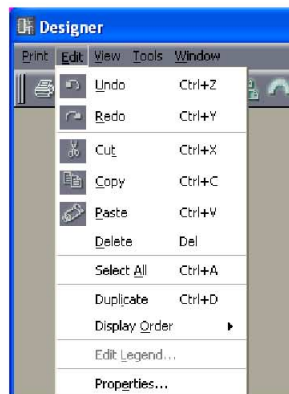 Designer
Print Edit View Tools Window
Undo Ctrl+Z
Redo Ctrl+Y
Cut Ctrl+X
Copy Ctrl+C
Paste Ctrl+V
Delete Del
Select All Ctrl+A
Duplicate Ctrl+D
Display Order
Edit Legend...
Properties...